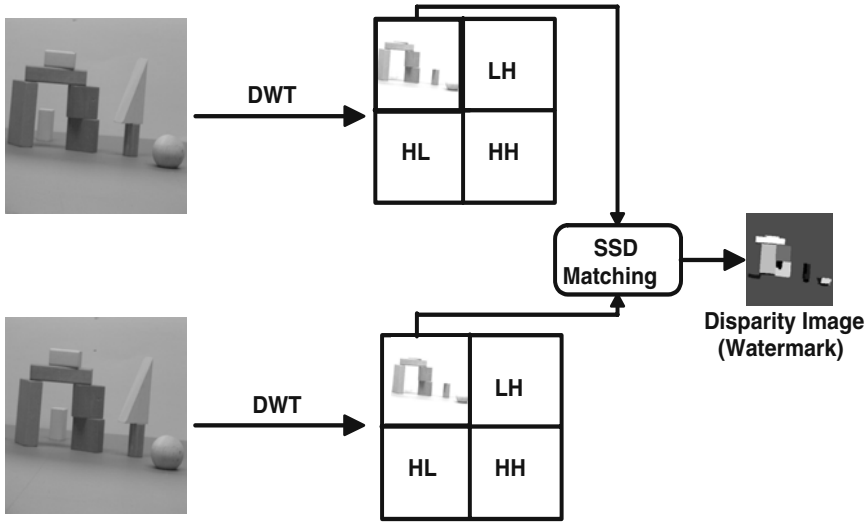 DWT
LH
HL
HH
SSD
Matching
Disparity Image
(Watermark)
DWT
LH
HL
HH